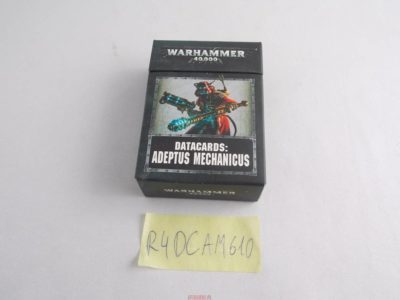 WARHAMMER
40,000
DATACARDS:
ADEPTUS MECHANICUS
WARHAMMER
R4DCAM610